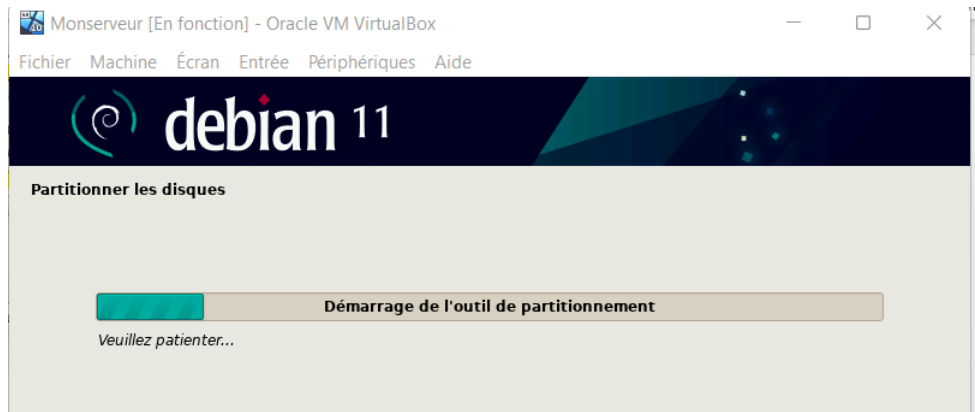 Monserveur [En fonction] - Oracle VM VirtualBox
Fichier Machine Écran Entrée Périphériques Aide
debian 11
Partitionner les disques
Démarrage de l'outil de partitionnement
Veuillez patienter...